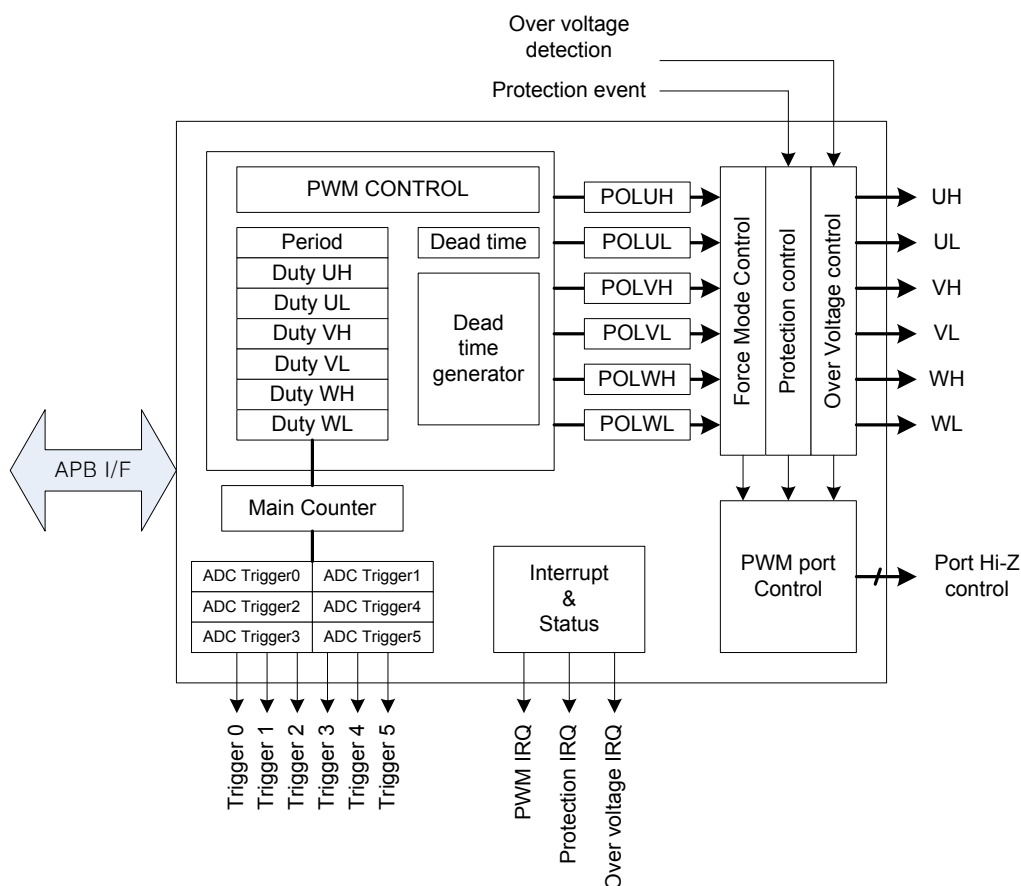 Over voltage
detection
Protection event
PWM CONTROL
Period
Duty UH
Duty UL
Duty VH
Duty VL
Duty WH
Duty WL
Dead time
Dead
time
generator
POLUH
POLUL
POLVH
POLVL
POLWH
POLWL
Force Mode Control
Protection control
Over Voltage control
UH
UL
VH
VL
WH
WL
APB I/F
Main Counter
ADC Trigger0
ADC Trigger1
ADC Trigger2
ADC Trigger4
ADC Trigger3
ADC Trigger5
Interrupt
&
Status
PWM port
Control
Port Hi-Z
control
Trigger 0
Trigger 1
Trigger 2
Trigger 3
Trigger 4
Trigger 5
PWM IRQ
Protection IRQ
Over voltage IRQ